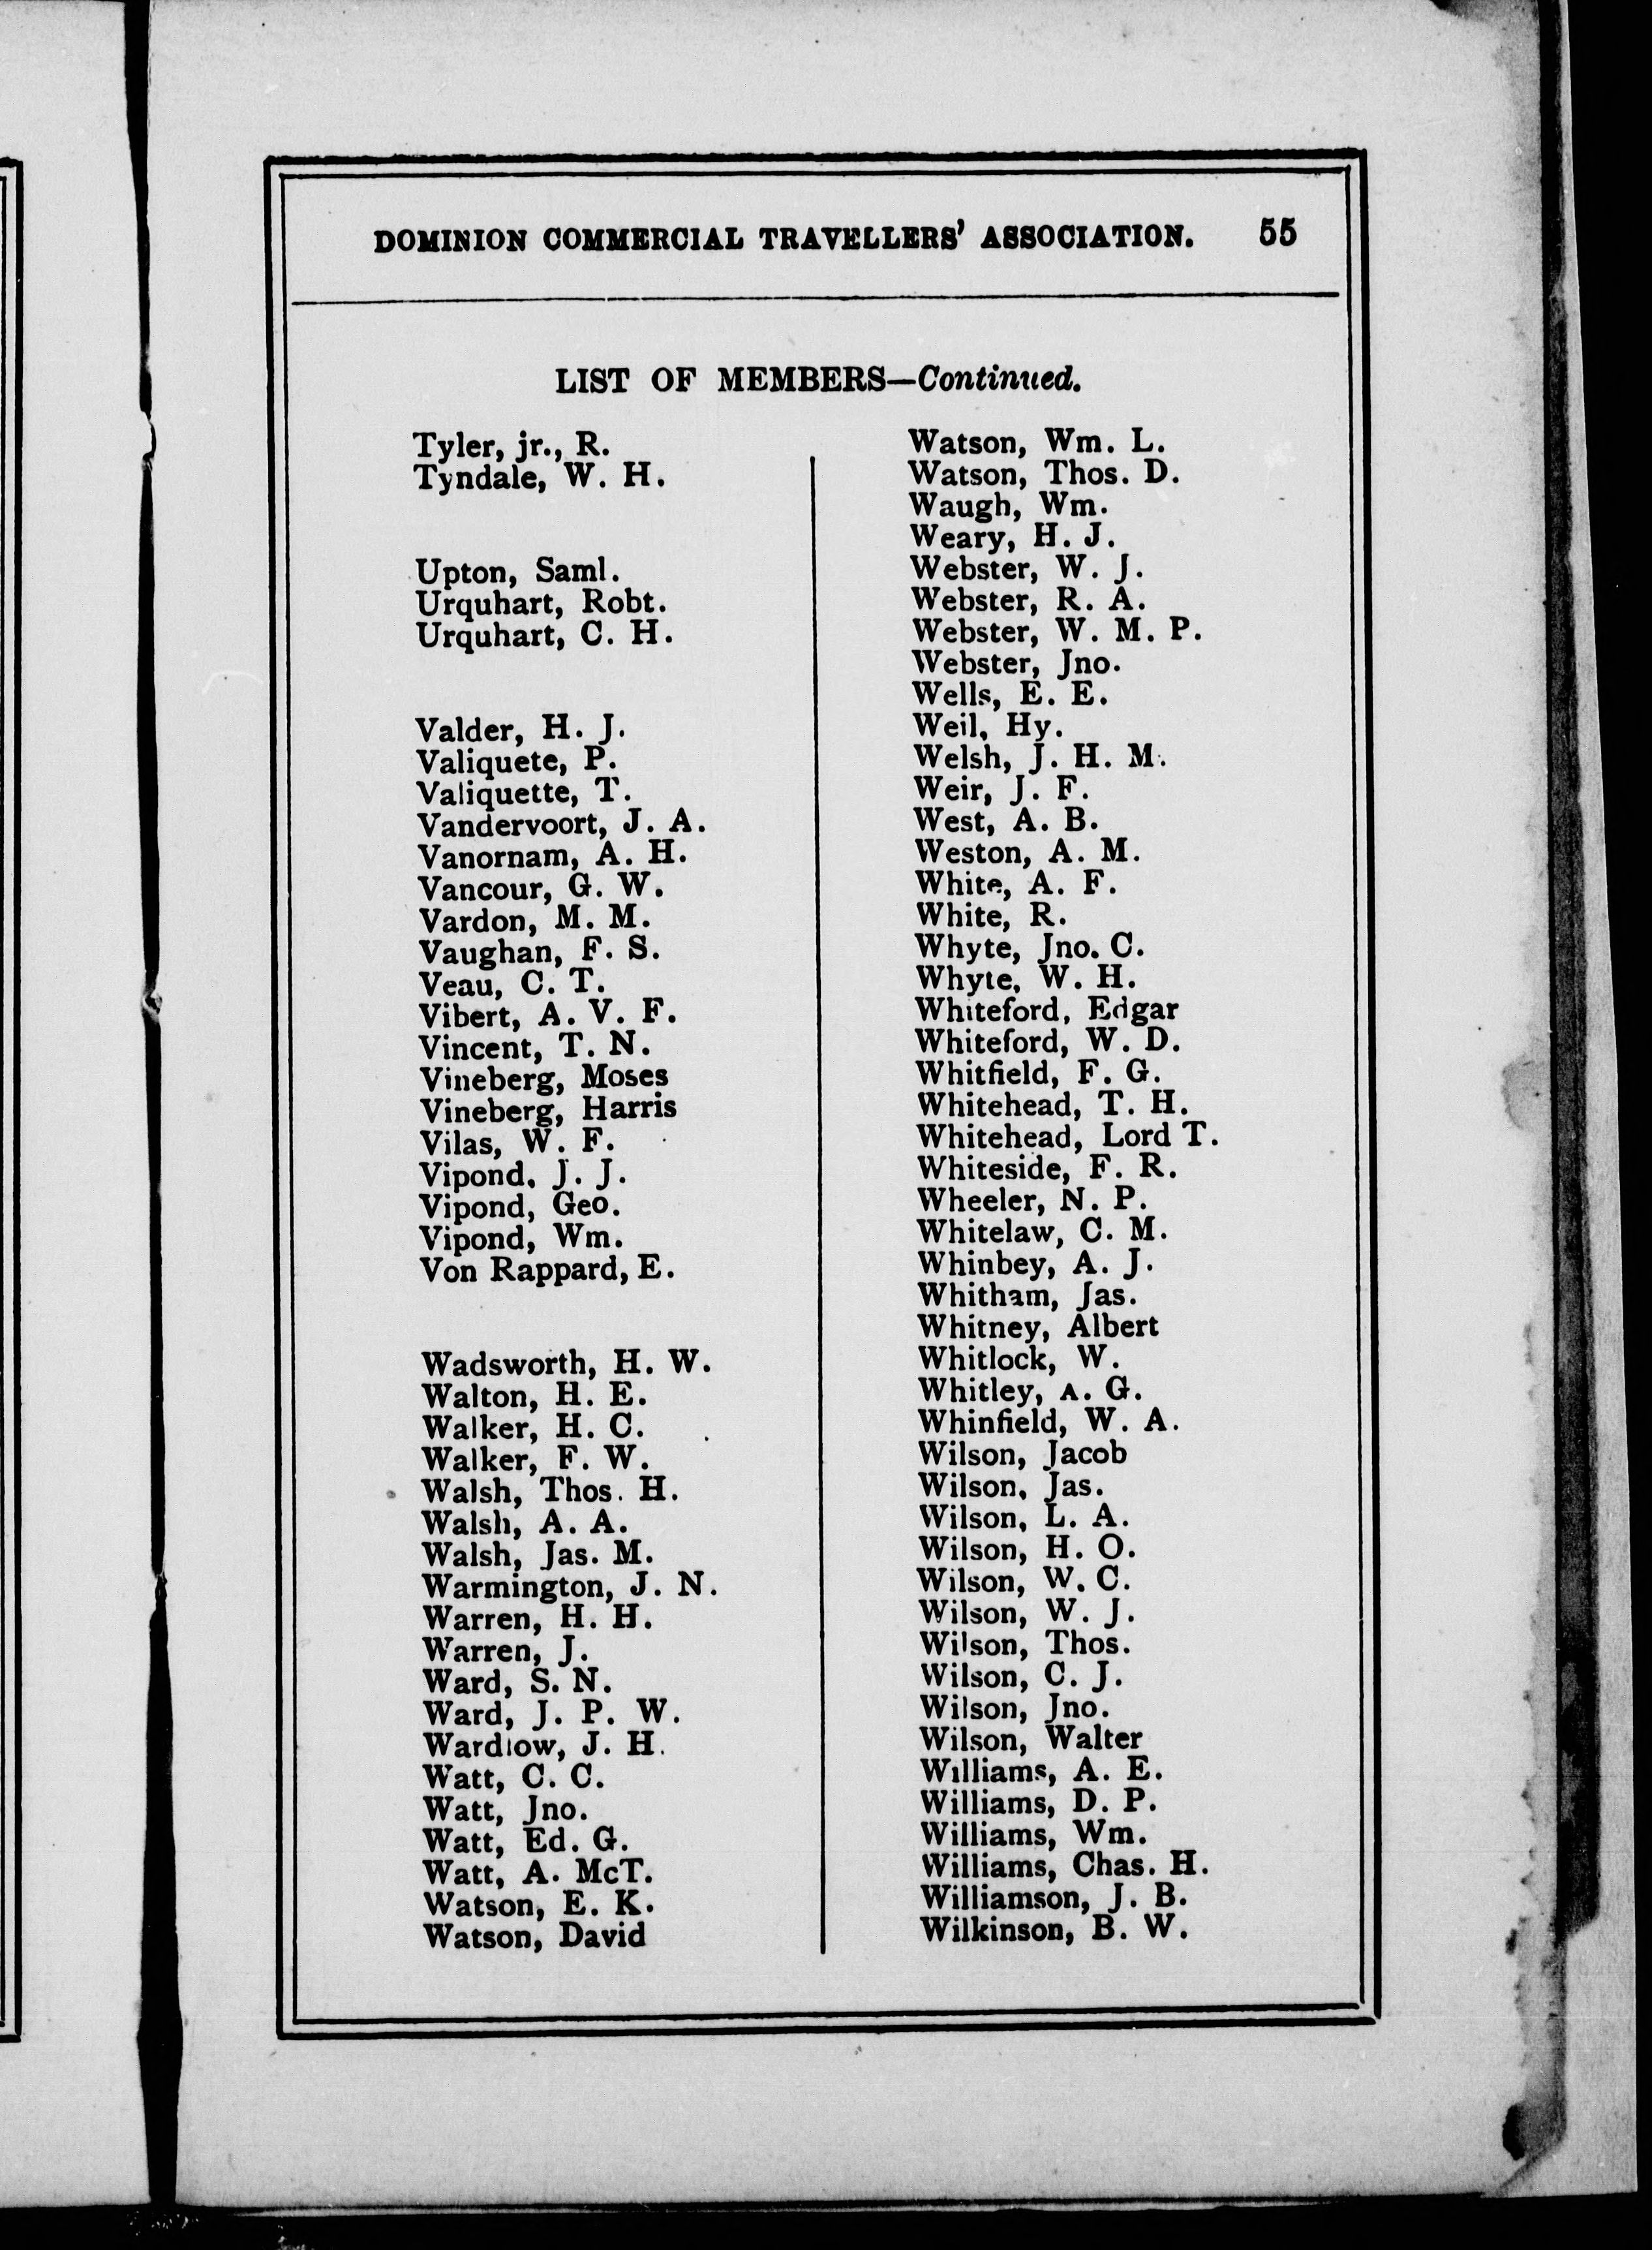 DOMINION COMMERCIAL TRAVELLERS' ASSOCIATION. 55
LIST OF MEMBERS—Continued.
Tyler, jr., R.
Tyndale, W. H.
Upton, Saml.
Urquhart, Robt.
Urquhart, C. H.
Valder, H. J.
Valiquete, P.
Valiquette, T.
Vandervoort, J. A.
Vanornam, A. H.
Vancour, G. W.
Vardon, M. M.
Vaughan, F. S.
Veau, C. T.
Vibert, A. V. F.
Vincent, T. N.
Vineberg, Moses
Vineberg, Harris
Vilas, W. F.
Vipond, J. J.
Vipond, Geo.
Vipond, Wm.
Von Rappard, E.
Wadsworth, H. W.
Walton, H. E.
Walker, H. C.
Walker, F. W.
Walsh, Thos. H.
Walsh, A. A.
Walsh, Jas. M.
Warmington, J. N.
Warren, H. H.
Warren, J.
Ward, S. N.
Ward, J. P. W.
Wardlow, J. H.
Watt, C. C.
Watt, Jno.
Watt, Ed. G.
Watt, A. McT.
Watson, E. K.
Watson, David
Watson, Wm. L.
Watson, Thos. D.
Waugh, Wm.
Weary, H. J.
Webster, W. J.
Webster, R. A.
Webster, W. M. P.
Webster, Jno.
Wells, E. E.
Weil, Hy.
Welsh, J. H. M.
Weir, J. F.
West, A. B.
Weston, A. M.
White, A. F.
White, R.
Whyte, Jno. C.
Whyte, W. H.
Whiteford, Edgar
Whiteford, W. D.
Whitfield, F. G.
Whitehead, T. H.
Whitehead, Lord T.
Whiteside, F. R.
Wheeler, N. P.
Whitelaw, C. M.
Whinbey, A. J.
Whitham, Jas.
Whitney, Albert
Whitlock, W.
Whitley, A. G.
Whinfield, W. A.
Wilson, Jacob
Wilson, Jas.
Wilson, L. A.
Wilson, H. O.
Wilson, W. C.
Wilson, W. J.
Wilson, Thos.
Wilson, C. J.
Wilson, Jno.
Wilson, Walter
Williams, A. E.
Williams, D. P.
Williams, Wm.
Williams, Chas. H.
Williamson, J. B.
Wilkinson, B. W.